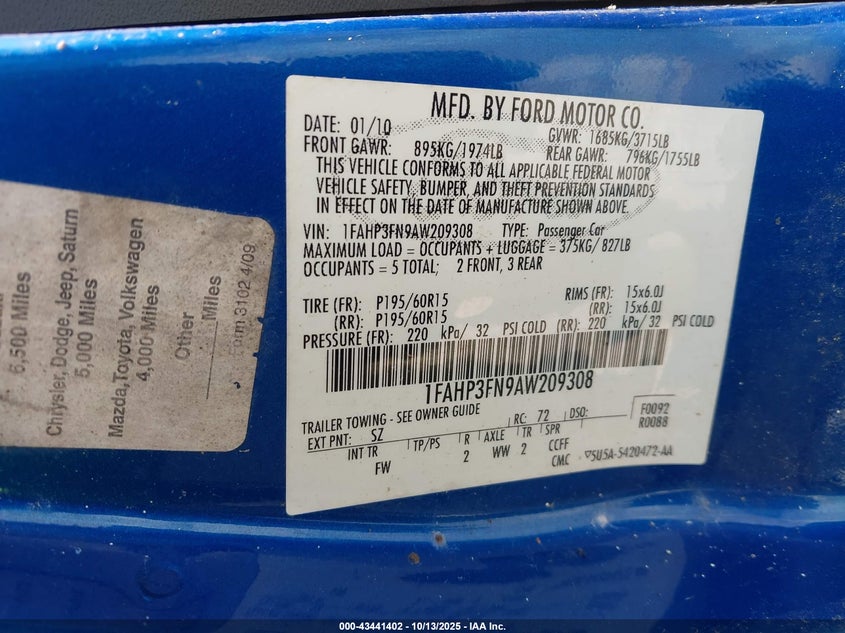 6,500 Miles
Chrysler, Dodge, Jeep, Saturn
5,000 Miles
Mazda, Toyota, Volkswagen
4,000 Miles
Other
Miles
Form 3102 4/09
MFD. BY FORD MOTOR CO.
DATE: 01/10 GVWR: 1685KG/3715LB
FRONT GAWR: 895KG/1974LB REAR GAWR: 796KG/1755LB
THIS VEHICLE CONFORMS TO ALL APPLICABLE FEDERAL MOTOR
VEHICLE SAFETY, BUMPER, AND THEFT PREVENTION STANDARDS
IN EFFECT ON THE DATE OF MANUFACTURE SHOWN ABOVE.
VIN: 1FAHP3FN9AW209308 TYPE: Passenger Car
MAXIMUM LOAD = OCCUPANTS + LUGGAGE = 375KG/ 827LB
OCCUPANTS = 5 TOTAL; 2 FRONT, 3 REAR
TIRE (FR): P195/60R15 RIMS (FR): 15x6.0J
(RR): P195/60R15 (RR): 15x6.0J
PRESSURE (FR): 220 kPa/ 32 PSI COLD (RR): 220 kPa/ 32 PSI COLD
1FAHP3FN9AW209308
TRAILER TOWING - SEE OWNER GUIDE
EXT PNT: SZ RC: 72 DSO: F0092
R0088
INT TR TP/PS R AXLE TR SPR
FW 2 WW 2 CCFF
CMC
▽5U5A-5420472-AA
000-43441402 - 10/13/2025 - IAA Inc.